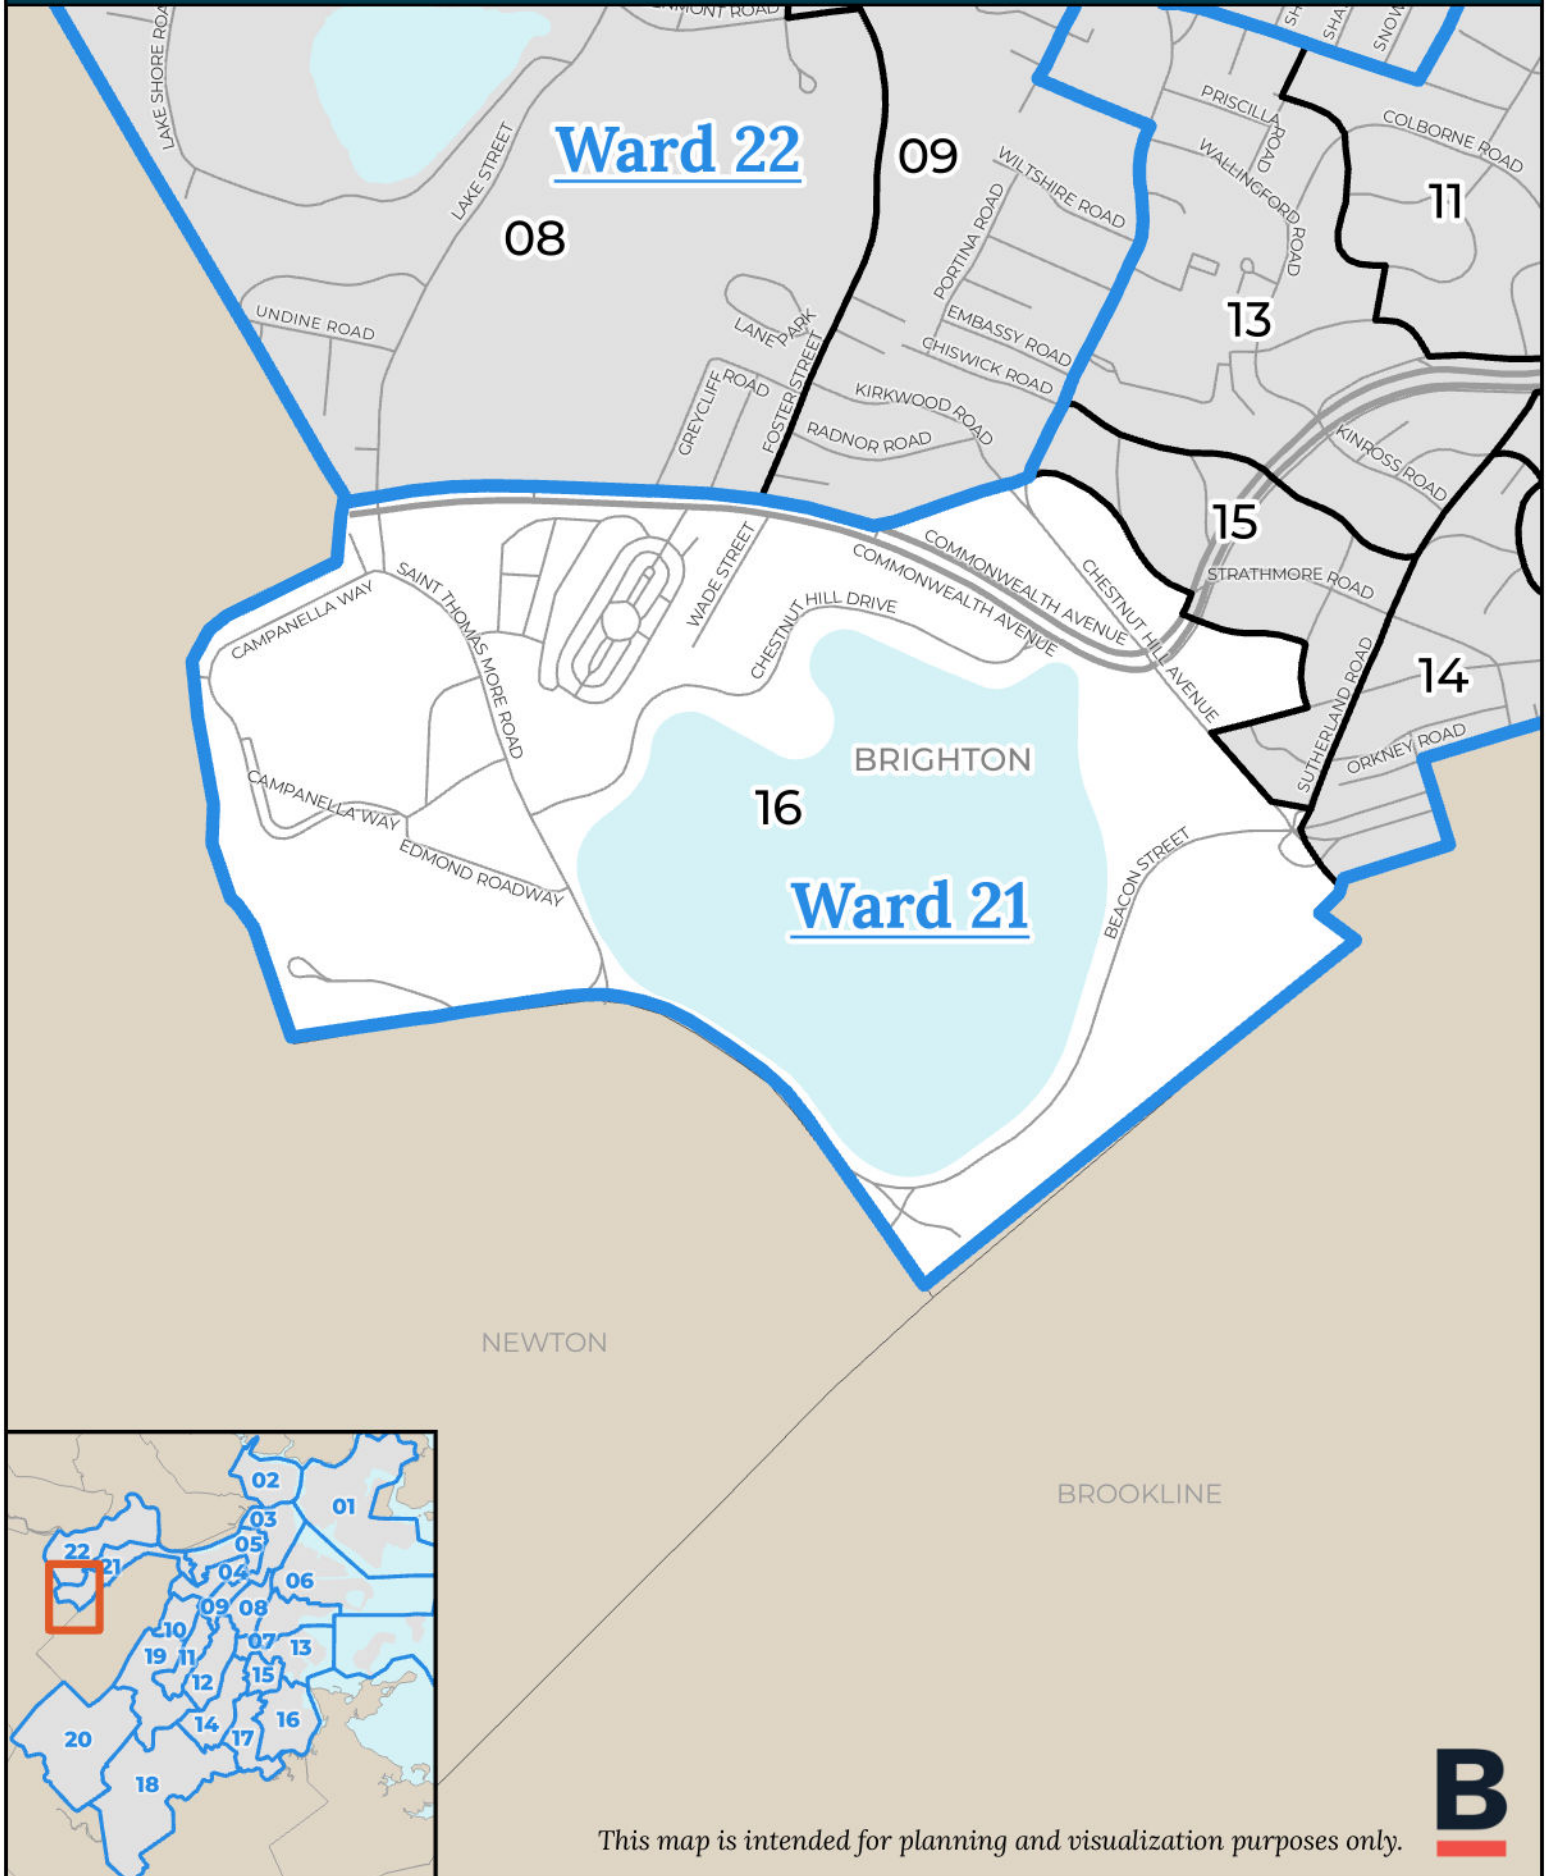 LAKE SHORE ROA
MONT ROAD
SHA
SNOW
PRISCILLA ROAD
COLBORNE ROAD
Ward 22
09
LAKE STREET
WILTSHIRE ROAD
WALLINGFORD ROAD
11
08
PORTINA ROAD
UNDINE ROAD
LANE PARK
EMBASSY ROAD
13
CHISWICK ROAD
GREYCLIFF ROAD
FOSTER STREET
KIRKWOOD ROAD
RADNOR ROAD
KINROSS ROAD
15
WADE STREET
COMMONWEALTH AVENUE
COMMONWEALTH AVENUE
CHESTNUT HILL AVENUE
STRATHMORE ROAD
CAMPANELLA WAY
SAINT THOMAS MORE ROAD
CHESTNUT HILL DRIVE
SUTHERLAND ROAD
14
ORKNEY ROAD
BRIGHTON
16
CAMPANELLA WAY
EDMOND ROADWAY
Ward 21
BEACON STREET
NEWTON
BROOKLINE
02
01
03
05
22
21
04
06
09
08
10
07
13
19
11
12
15
14
17
16
20
18
This map is intended for planning and visualization purposes only.
B